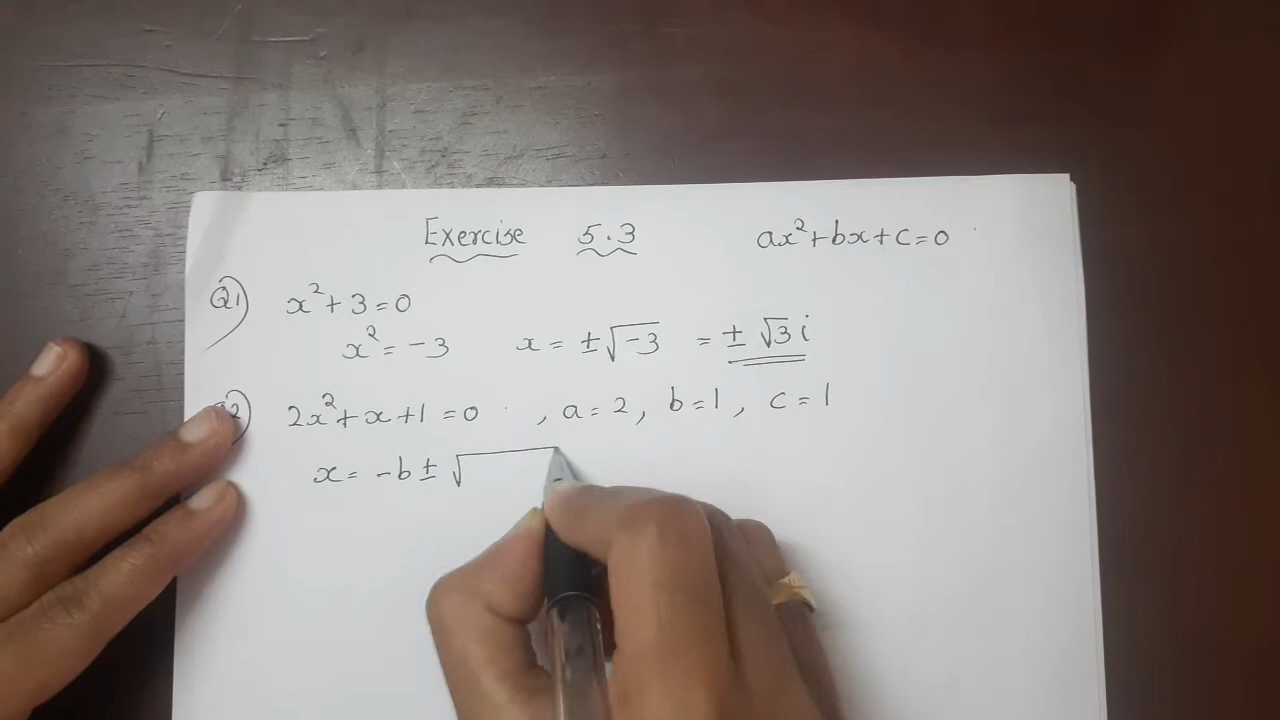 Exercise 5.3 ax²+bx+c=0
Q1 x²+3=0
x²=-3 x=±√-3 =±√3 i
Q2 2x²+x+1=0 , a=2, b=1, c=1
x=-b±√